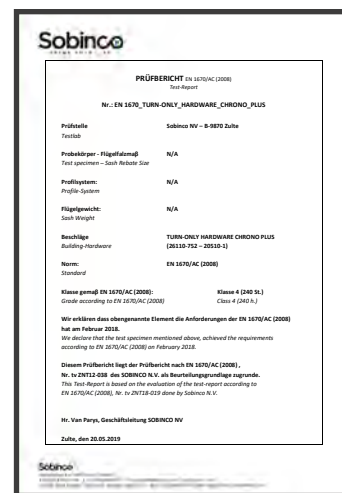 Sobinco
PRÜFBERICHT EN 1670/AC (2008)
Test-Report
Nr.: EN 1670_TURN-ONLY_HARDWARE_CHRONO_PLUS
Prüfstelle Sobinco NV – B-9870 Zulte
Testlab
Probekörper - Flügelfalzmaß N/A
Test specimen – Sash Rebate Size
Profilsystem: N/A
Profile-System
Flügelgewicht: N/A
Sash Weight
Beschläge TURN-ONLY HARDWARE CHRONO PLUS
Building-Hardware (26110-752 – 20510-1)
Norm: EN 1670/AC (2008)
Standard
Klasse gemaß EN 1670/AC (2008): Klasse 4 (240 St.)
Grade according to EN 1670/AC (2008) Class 4 (240 h.)
Wir erklären dass obengenannte Element die Anforderungen der EN 1670/AC (2008)
hat am Februar 2018.
We declare that the test specimen mentioned above, achieved the requirements
according to EN 1670/AC (2008) on February 2018.
Diesem Prüfbericht liegt der Prüfbericht nach EN 1670/AC (2008) ,
Nr. tv ZNT12-038 des SOBINCO N.V. als Beurteilungsgrundlage zugrunde.
This Test-Report is based on the evaluation of the test-report according to
EN 1670/AC (2008), Nr. tv ZNT18-019 done by Sobinco N.V.
Hr. Van Parys, Geschäftsleitung SOBINCO NV
Zulte, den 20.05.2019
Sobinco